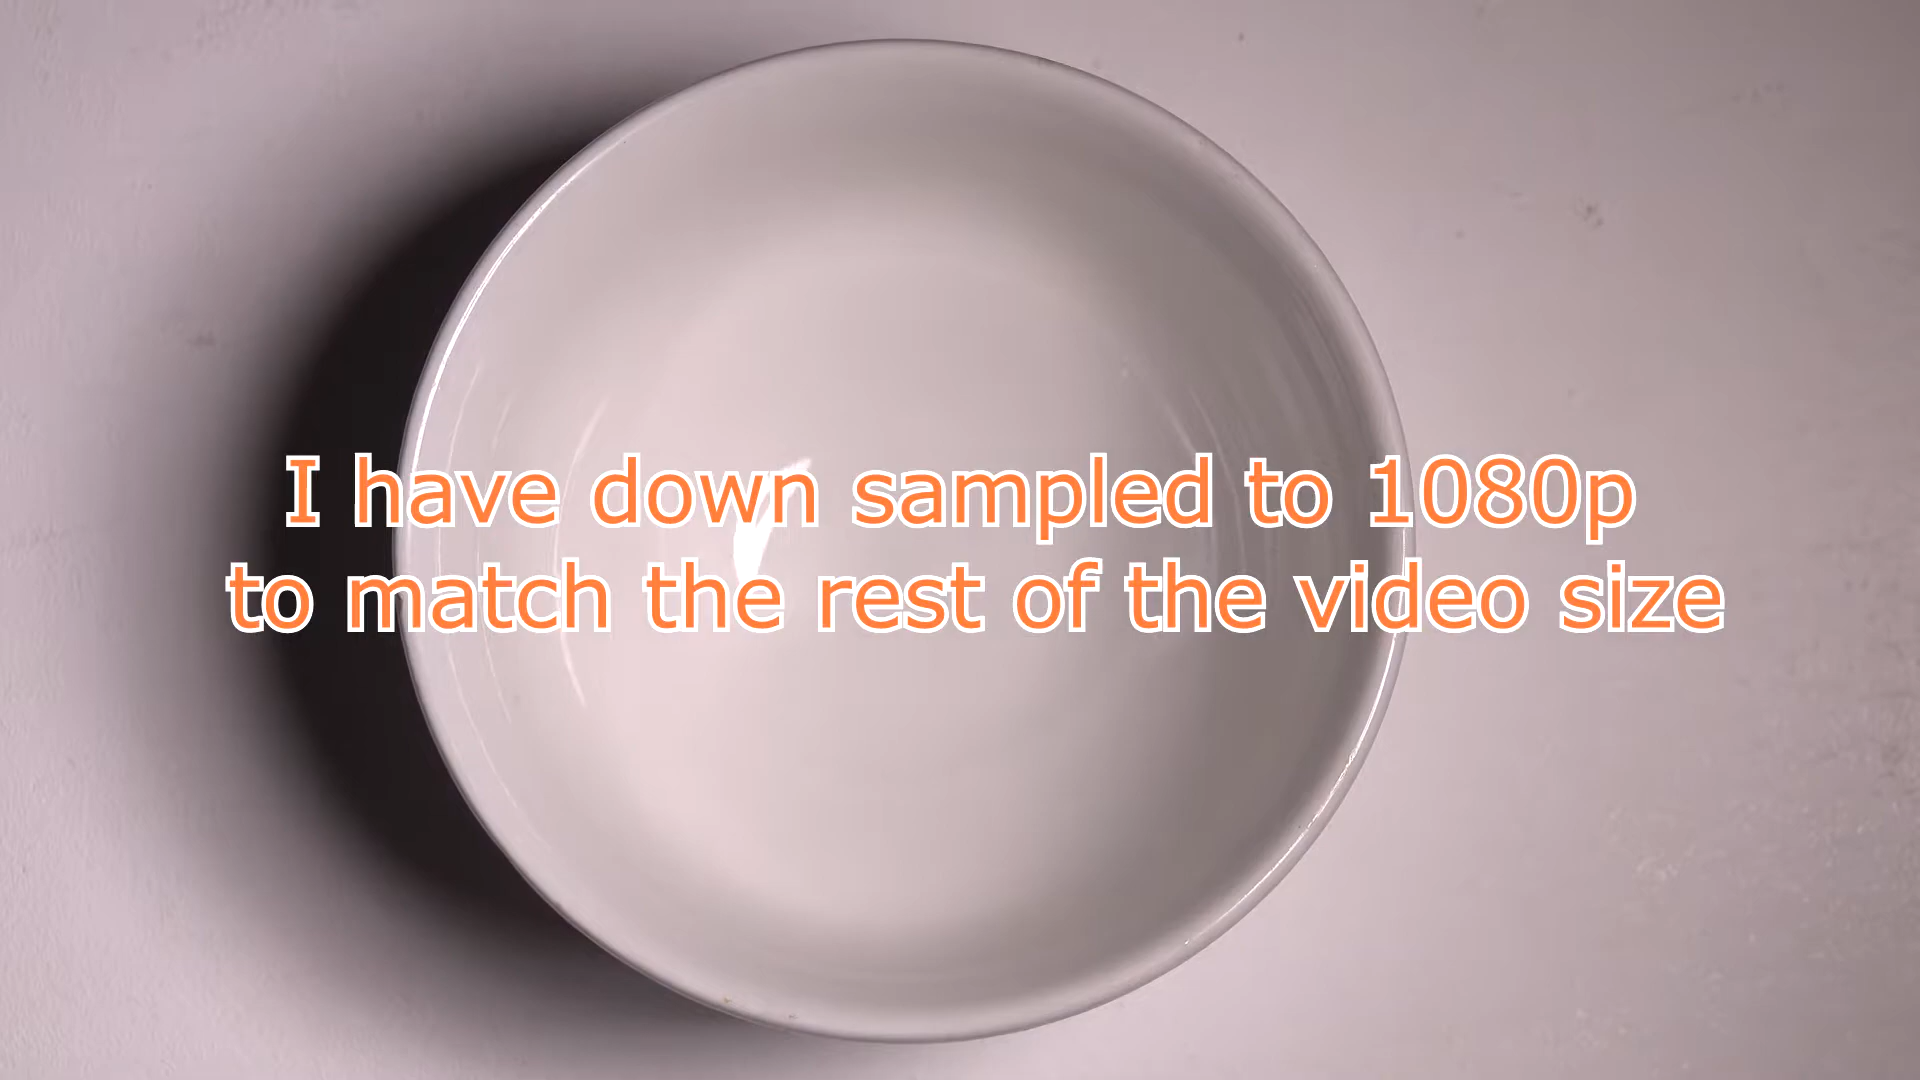 I have down sampled to 1080p
to match the rest of the video size